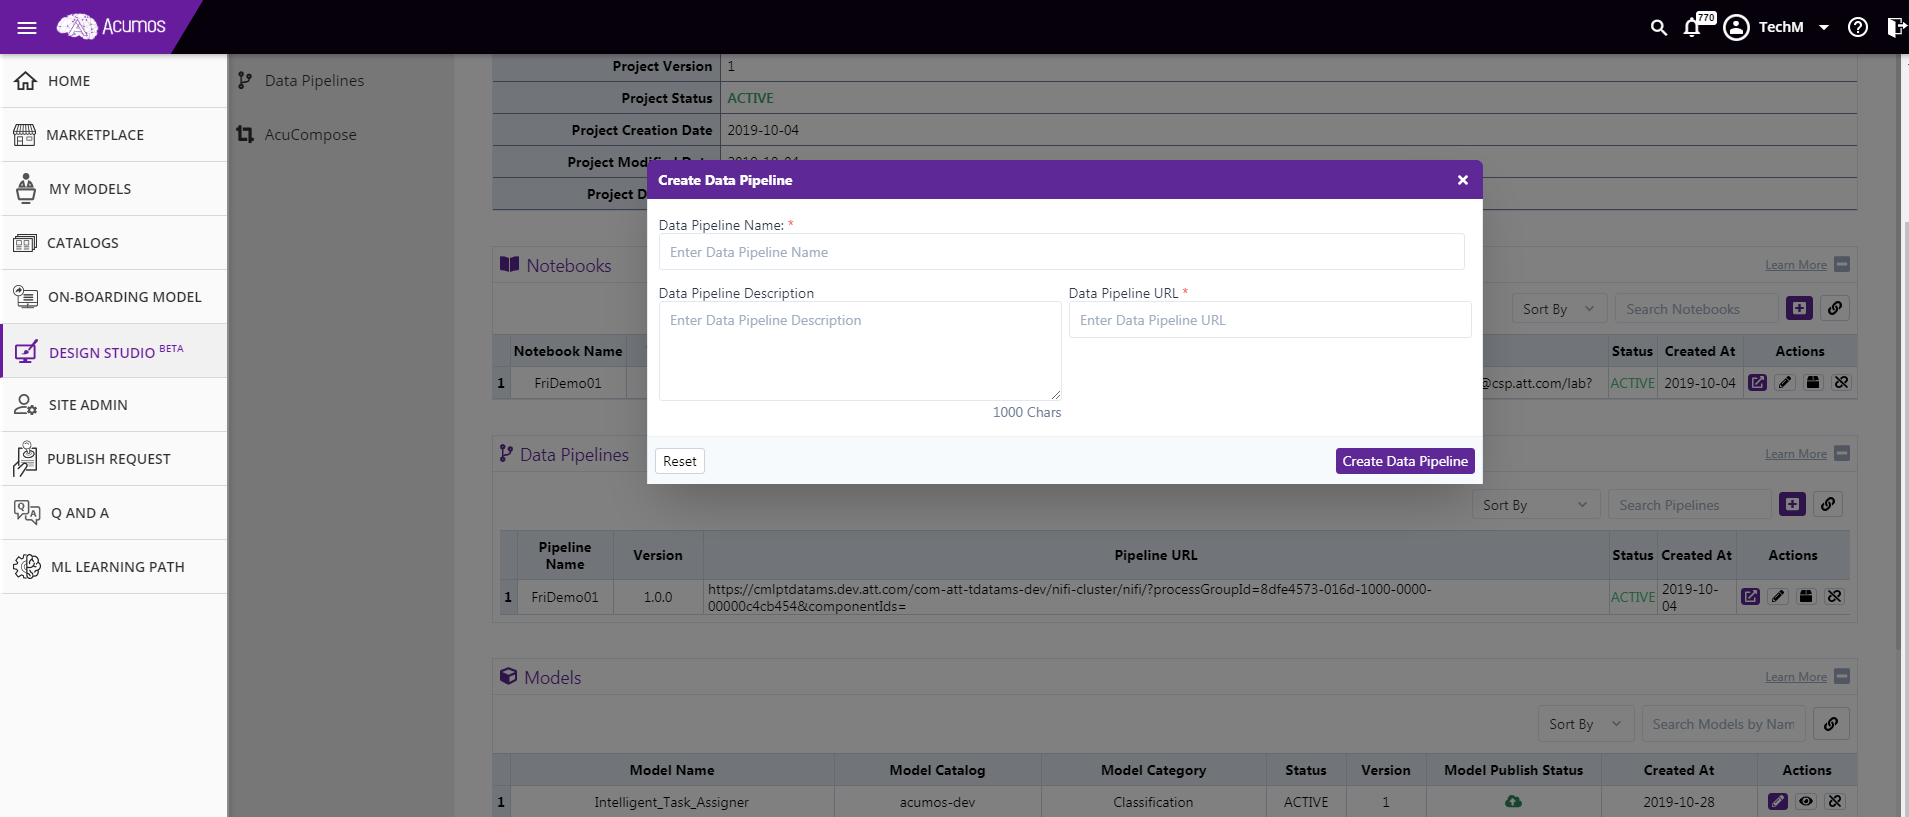 Acumos
770
TechM
HOME
MARKETPLACE
MY MODELS
CATALOGS
ON-BOARDING MODEL
DESIGN STUDIO BETA
SITE ADMIN
PUBLISH REQUEST
Q AND A
ML LEARNING PATH
Data Pipelines
AcuCompose
Project Version 1
Project Status ACTIVE
Project Creation Date 2019-10-04
Project Modified
Project D
Create Data Pipeline ×
Data Pipeline Name: *
Enter Data Pipeline Name
Data Pipeline Description
Enter Data Pipeline Description
1000 Chars
Data Pipeline URL *
Enter Data Pipeline URL
Reset
Create Data Pipeline
Notebooks
Learn More
Sort By
Search Notebooks
Notebook Name Status Created At Actions
1 FriDemo01 @csp.att.com/lab? ACTIVE 2019-10-04
Data Pipelines
Learn More
Sort By
Search Pipelines
Pipeline Name Version Pipeline URL Status Created At Actions
1 FriDemo01 1.0.0 https://cmlptdatams.dev.att.com/com-att-tdatams-dev/nifi-cluster/nifi/?processGroupId=8dfe4573-016d-1000-0000-
00000c4cb454&componentIds= ACTIVE 2019-10-04
Models
Learn More
Sort By
Search Models by Nam
Model Name Model Catalog Model Category Status Version Model Publish Status Created At Actions
1 Intelligent_Task_Assigner acumos-dev Classification ACTIVE 1 2019-10-28